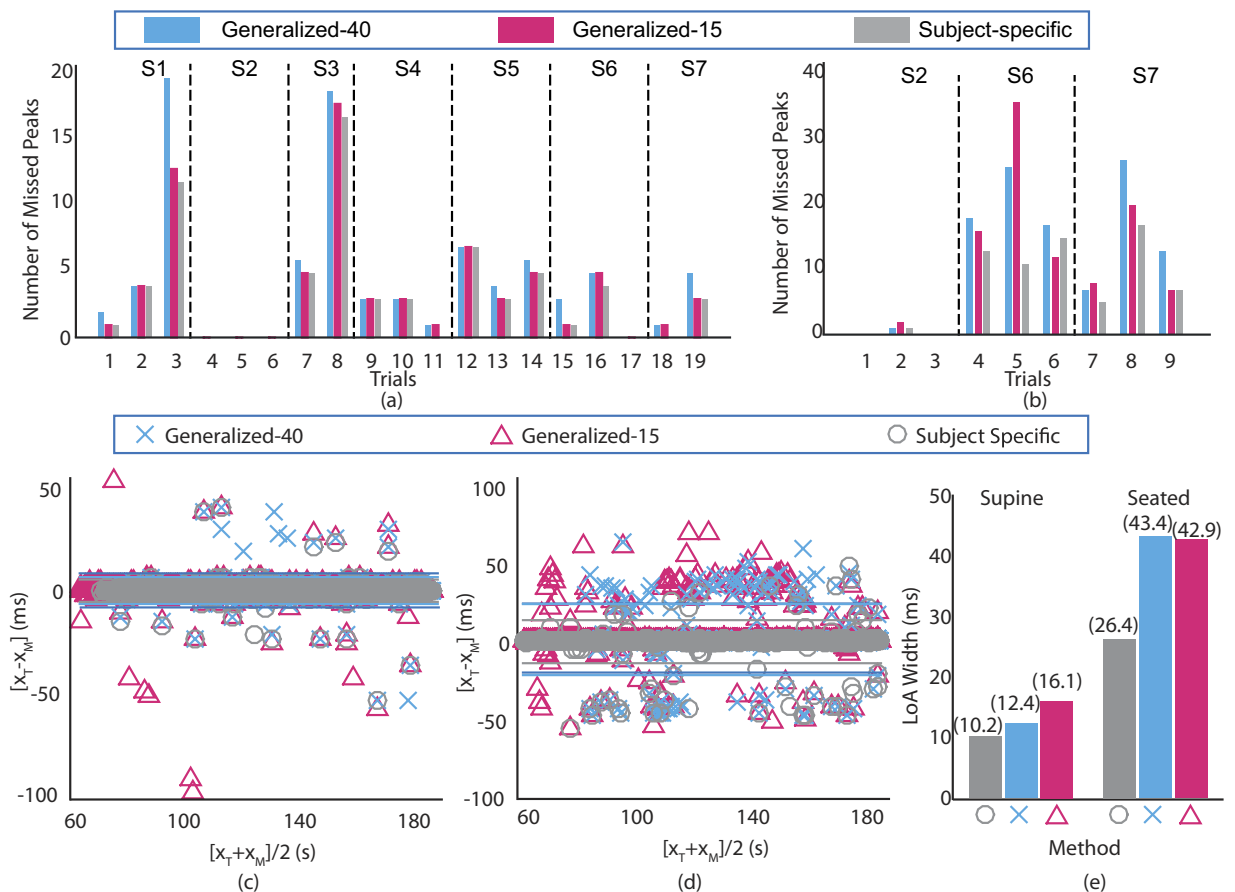 Generalized-40 Generalized-15 Subject-specific
S1 S2 S3 S4 S5 S6 S7
Number of Missed Peaks
20
15
10
5
0
1 2 3 4 5 6 7 8 9 10 11 12 13 14 15 16 17 18 19
Trials
(a)
S2 S6 S7
Number of Missed Peaks
40
30
20
10
0
1 2 3 4 5 6 7 8 9
Trials
(b)
Generalized-40 Generalized-15 Subject Specific
[x_T-x_M] (ms)
50
0
-50
-100
60 100 140 180
[x_T+x_M]/2 (s)
(c)
[x_T-x_M] (ms)
100
50
0
-50
-100
60 100 140 180
[x_T+x_M]/2 (s)
(d)
LoA Width (ms)
50
40
30
20
10
0
Supine Seated
(10.2) (12.4) (16.1) (26.4) (43.4) (42.9)
Method
(e)